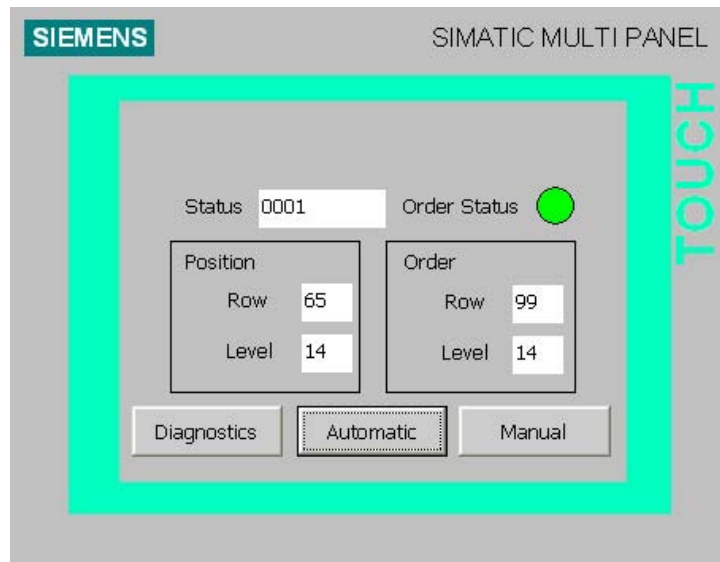 SIEMENS
SIMATIC MULTI PANEL
TOUCH
Status 0001 Order Status
Position
Row 65
Level 14
Order
Row 99
Level 14
Diagnostics
Automatic
Manual